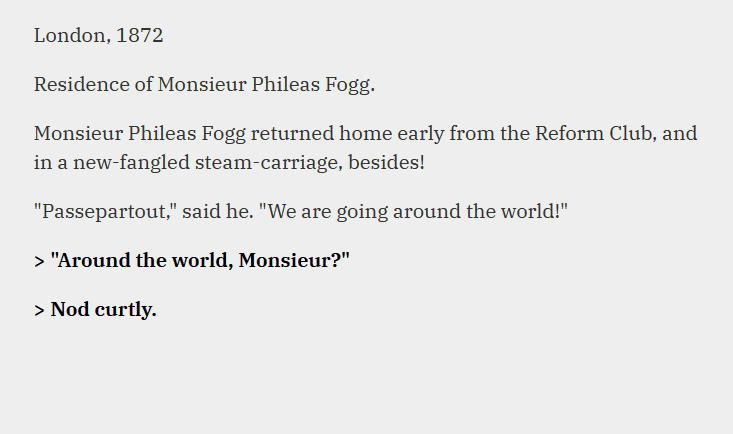 London, 1872
Residence of Monsieur Phileas Fogg.
Monsieur Phileas Fogg returned home early from the Reform Club, and
in a new-fangled steam-carriage, besides!
"Passepartout," said he. "We are going around the world!"
> "Around the world, Monsieur?"
> Nod curtly.